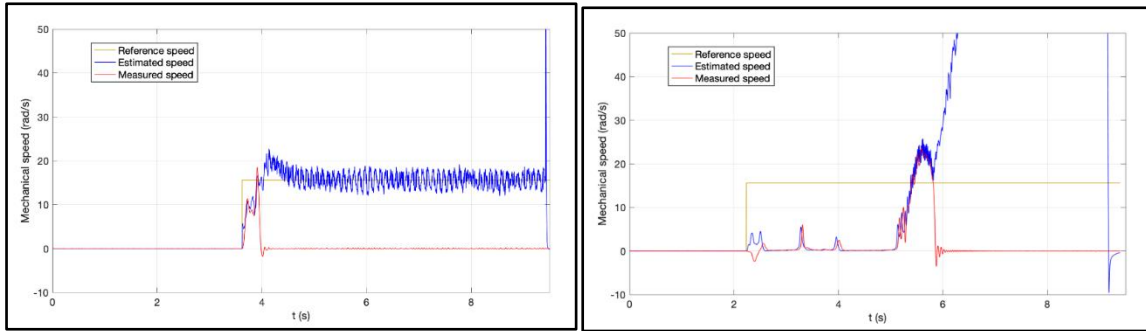 50
40
30
20
10
0
-10
Mechanical speed (rad/s)
Reference speed
Estimated speed
Measured speed
0
2
4
6
8
t (s)
50
40
30
20
10
0
-10
Mechanical speed (rad/s)
Reference speed
Estimated speed
Measured speed
0
2
4
6
8
t (s)